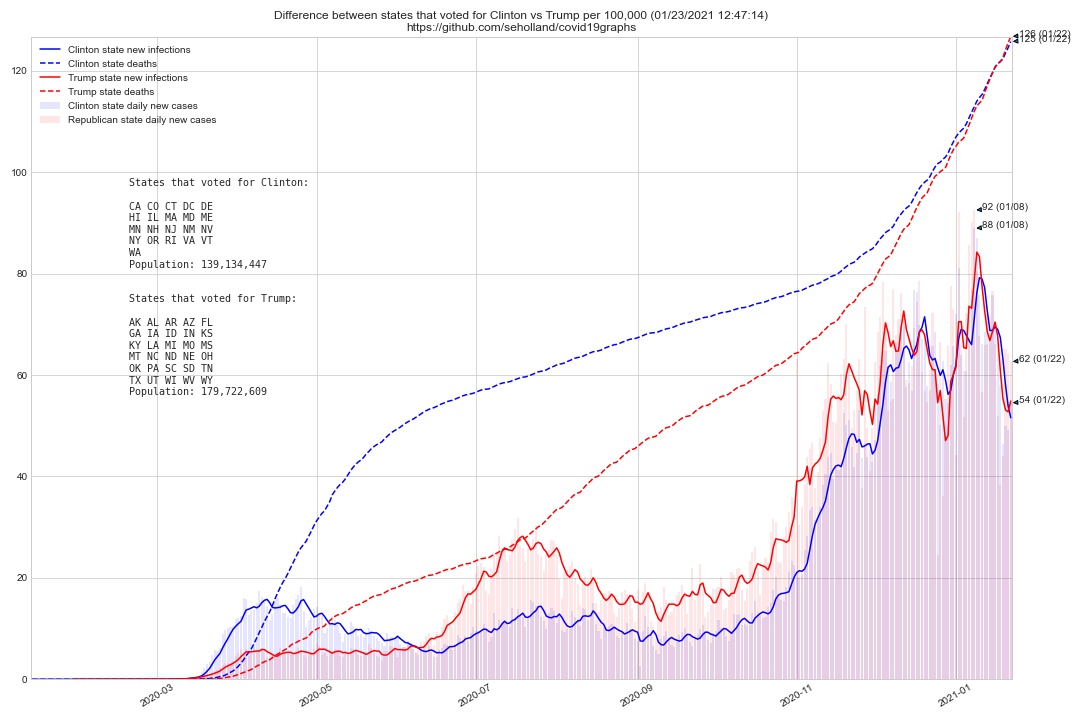 Difference between states that voted for Clinton vs Trump per 100,000 (01/23/2021 12:47:14)
https://github.com/seholland/covid19graphs
Clinton state new infections
Clinton state deaths
Trump state new infections
Trump state deaths
Clinton state daily new cases
Republican state daily new cases
States that voted for Clinton:
CA CO CT DC DE
HI IL MA MD ME
MN NH NJ NM NV
NY OR RI VA VT
WA
Population: 139,134,447
States that voted for Trump:
AK AL AR AZ FL
GA IA ID IN KS
KY LA MI MO MS
MT NC ND NE OH
OK PA SC SD TN
TX UT WI WV WY
Population: 179,722,609
126 (01/22)
125 (01/22)
92 (01/08)
88 (01/08)
62 (01/22)
54 (01/22)
120
100
80
60
40
20
0
2020-03
2020-05
2020-07
2020-09
2020-11
2021-01